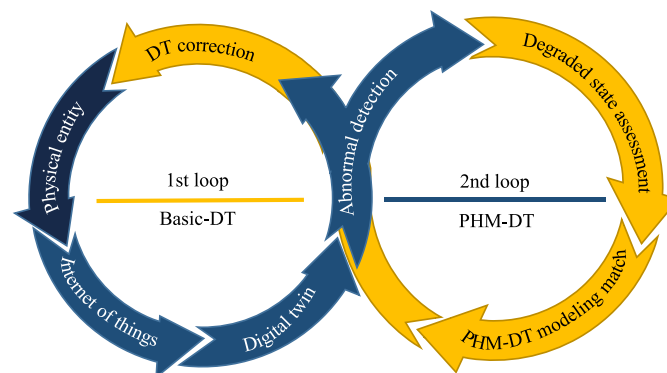 DT correction
Physical entity
Internet of things
Digital twin
Abnormal detection
1st loop
Basic-DT
2nd loop
PHM-DT
Degraded state assessment
PHM-DT modeling match